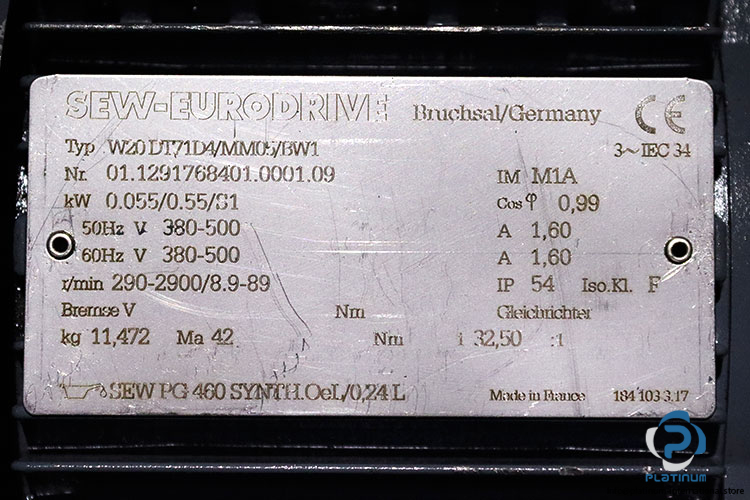 SEW-EURODRIVE Bruchsal/Germany CE
Typ W20 DT71D4/MM05/BW1 3~IEC 34
Nr. 01.1291768401.0001.09 IM M1A
kW 0.055/0.55/S1 Cos φ 0,99
50Hz V 380-500 A 1,60
60Hz V 380-500 A 1,60
r/min 290-2900/8.9-89 IP 54 Iso.Kl. F
Bremse V Nm Gleichrichter
kg 11,472 Ma 42 Nm i 32,50 :1
SEW PG 460 SYNTH.Oel/0,24 L Made in France 184 103 3.17
PLATINUM